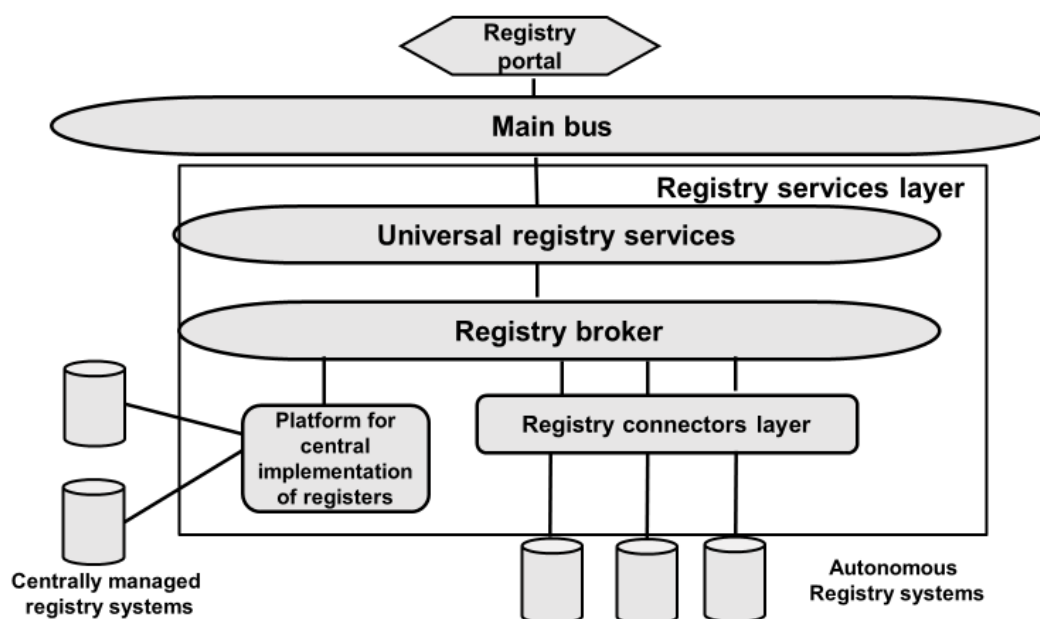 Registry
portal
Main bus
Registry services layer
Universal registry services
Registry broker
Platform for
central
implementation
of registers
Registry connectors layer
Centrally managed
registry systems
Autonomous
Registry systems